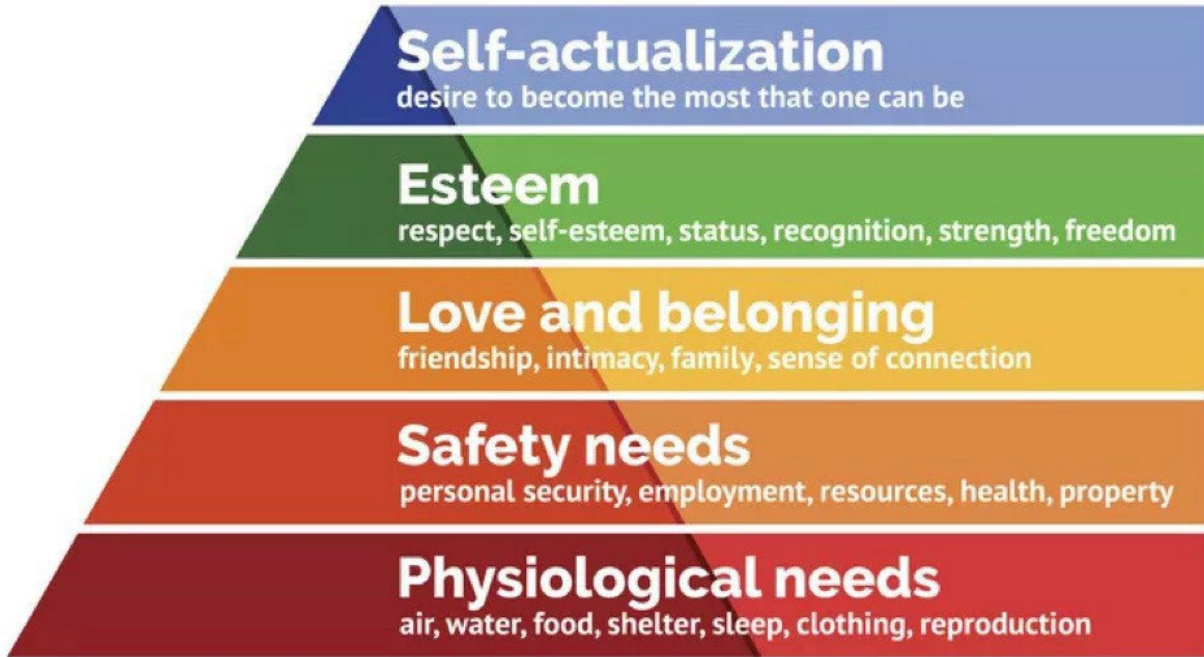 Self-actualization
desire to become the most that one can be
Esteem
respect, self-esteem, status, recognition, strength, freedom
Love and belonging
friendship, intimacy, family, sense of connection
Safety needs
personal security, employment, resources, health, property
Physiological needs
air, water, food, shelter, sleep, clothing, reproduction